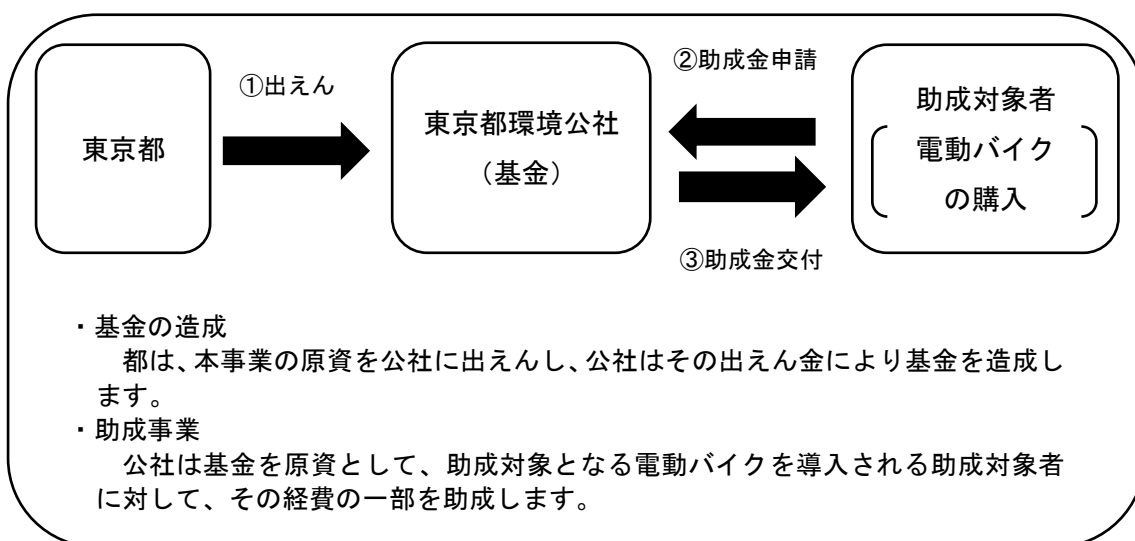 東京都
①出えん
東京都環境公社
(基金)
②助成金申請
③助成金交付
助成対象者
電動バイク
の購入
・基金の造成
都は、本事業の原資を公社に出えんし、公社はその出えん金により基金を造成し
ます。
・助成事業
公社は基金を原資として、助成対象となる電動バイクを導入される助成対象者
に対して、その経費の一部を助成します。